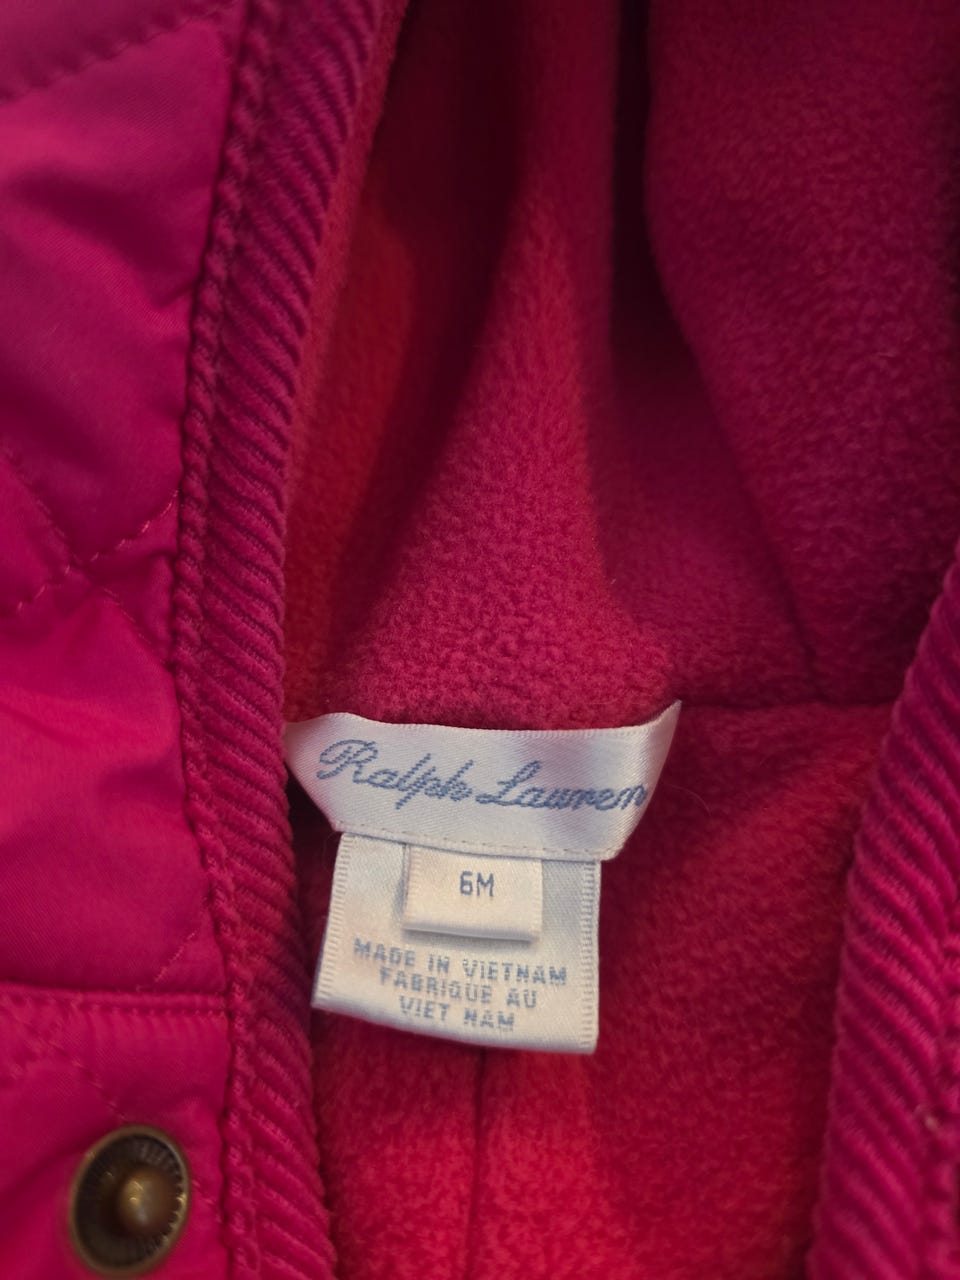 Ralph Lauren
6M
MADE IN VIETNAM
FABRIQUE AU
VIET NAM